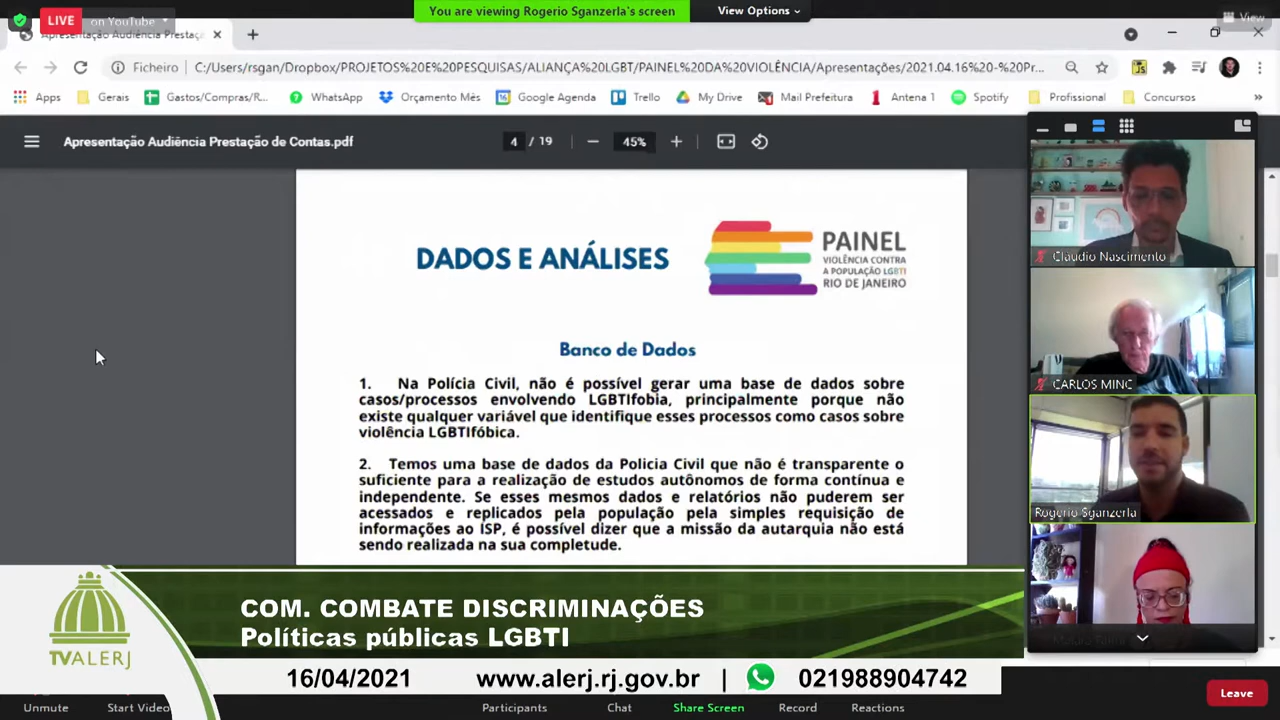 LIVE
on YouTube
You are viewing Rogerio Sganzerla's screen
View Options
View
Apresentação Audiência Prestaç
Ficheiro
C:/Users/rsgan/Dropbox/PROJETOS%20E%20PESQUISAS/ALIANÇA%20LGBT/PAINEL%20DA%20VIOLÊNCIA/Apresentações/2021.04.16%20-%20Pr...
Apps
Gerais
Gastos/Compras/R...
WhatsApp
Orçamento Mês
Google Agenda
Trello
My Drive
Mail Prefeitura
Antena 1
Spotify
Profissional
Concursos
»
Apresentação Audiência Prestação de Contas.pdf
4 / 19
45%
DADOS E ANÁLISES
PAINEL
VIOLÊNCIA CONTRA
A POPULAÇÃO LGBTI
RIO DE JANEIRO
Banco de Dados
1. Na Polícia Civil, não é possível gerar uma base de dados sobre
casos/processos envolvendo LGBTIfobia, principalmente porque não
existe qualquer variável que identifique esses processos como casos sobre
violência LGBTIfóbica.
2. Temos uma base de dados da Policia Civil que não é transparente o
suficiente para a realização de estudos autônomos de forma contínua e
independente. Se esses mesmos dados e relatórios não puderem ser
acessados e replicados pela população pela simples requisição de
informações ao ISP, é possível dizer que a missão da autarquia não está
sendo realizada na sua completude.
Claudio Nascimento
CARLOS MINC
Rogerio Sganzerla
COM. COMBATE DISCRIMINAÇÕES
Políticas públicas LGBTI
TVALERJ
16/04/2021
www.alerj.rj.gov.br |
021988904742
Unmute
Start Video
Participants
Chat
Share Screen
Record
Reactions
Leave